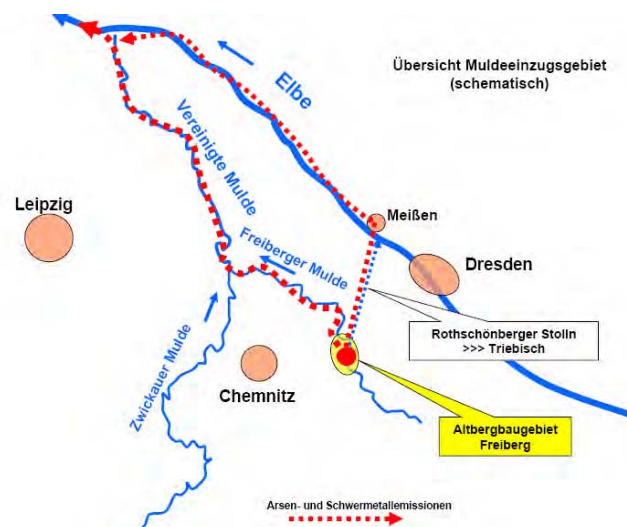 Übersicht Muldeeinzugsgebiet
(schematisch)
Elbe
Vereinigte Mulde
Leipzig
Meißen
Freiberger Mulde
Dresden
Rothschönberger Stolln
>>> Triebisch
Zwickauer Mulde
Chemnitz
Altbergbaugebiet
Freiberg
Arsen- und Schwermetallemissionen